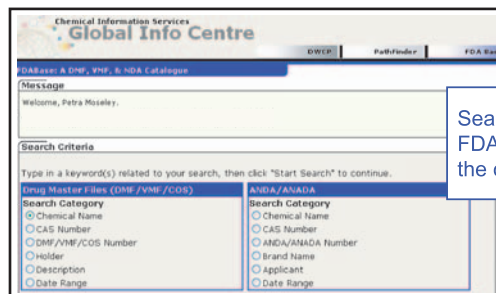 Chemical Information Services
Global Info Centre
DWCP PathFinder FDA Bas
FDABase: A DMF, VMF, & NDA Catalogue
Message
Welcome, Petra Moseley.
Sear
FDA
the c
Search Criteria
Type in a keyword(s) related to your search, then click "Start Search" to continue.
Drug Master Files (DMF/VMF/COS)
Search Category
Chemical Name
CAS Number
DMF/VMF/COS Number
Holder
Description
Date Range
ANDA/ANADA
Search Category
Chemical Name
CAS Number
ANDA/ANADA Number
Brand Name
Applicant
Date Range